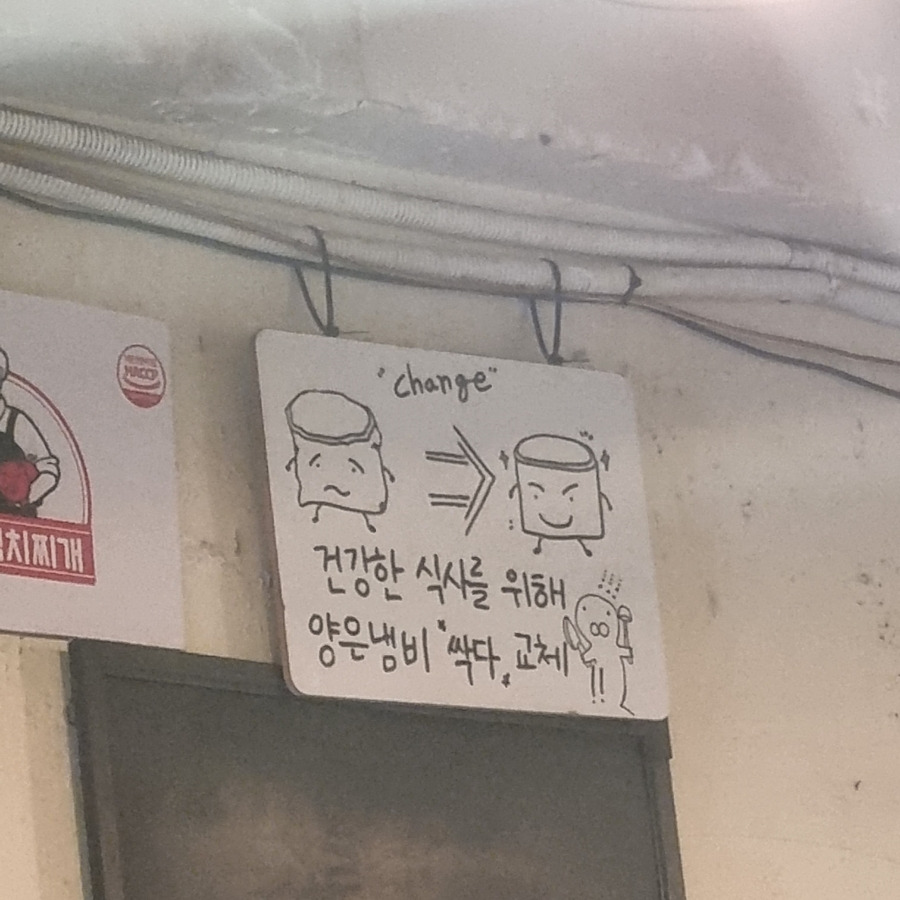 "change"
건강한 식사를 위해
양은냄비 "싹다" 교체
치찌개
HACCP